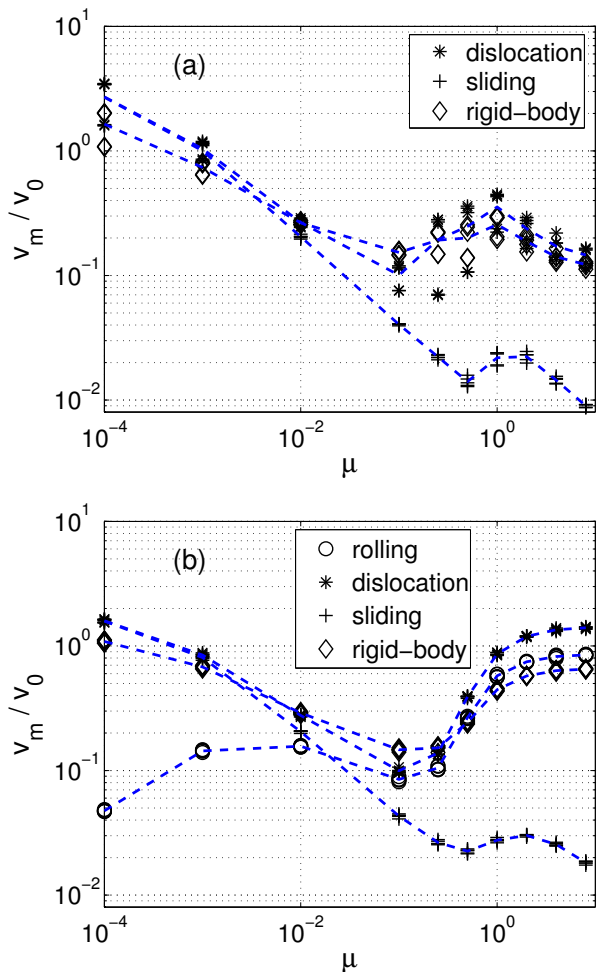 10^1
(a)
dislocation
sliding
rigid−body
10^0
v_m / v_0
10^−1
10^−2
10^−4
10^−2
10^0
μ
10^1
(b)
rolling
dislocation
sliding
rigid−body
10^0
v_m / v_0
10^−1
10^−2
10^−4
10^−2
10^0
μ